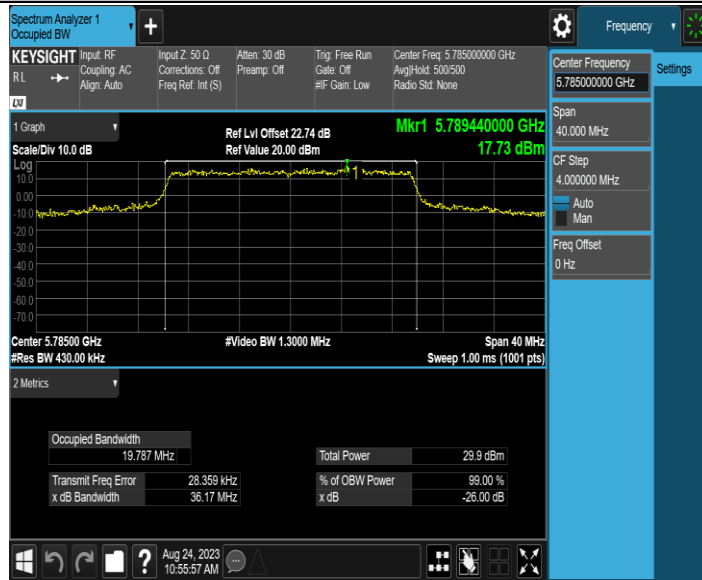 Spectrum Analyzer 1
Occupied BW
+
Frequency
KEYSIGHT
RL
LXI
Input: RF
Coupling: AC
Align: Auto
Input Z: 50 Ω
Corrections: Off
Freq Ref: Int (S)
Atten: 30 dB
Preamp: Off
Trig: Free Run
Gate: Off
#IF Gain: Low
Center Freq: 5.785000000 GHz
Avg|Hold: 500/500
Radio Std: None
Center Frequency
5.785000000 GHz
Settings
Span
40.000 MHz
CF Step
4.000000 MHz
Auto
Man
Freq Offset
0 Hz
1 Graph
Scale/Div 10.0 dB
Ref Lvl Offset 22.74 dB
Ref Value 20.00 dBm
Mkr1 5.789440000 GHz
17.73 dBm
Log
10.0
0.00
-10.0
-20.0
-30.0
-40.0
-50.0
-60.0
-70.0
1
Center 5.78500 GHz
#Video BW 1.3000 MHz
Span 40 MHz
#Res BW 430.00 kHz
Sweep 1.00 ms (1001 pts)
2 Metrics
Occupied Bandwidth
19.787 MHz
Total Power 29.9 dBm
Transmit Freq Error 28.359 kHz
% of OBW Power 99.00 %
x dB Bandwidth 36.17 MHz
x dB -26.00 dB
?
Aug 24, 2023
10:55:57 AM